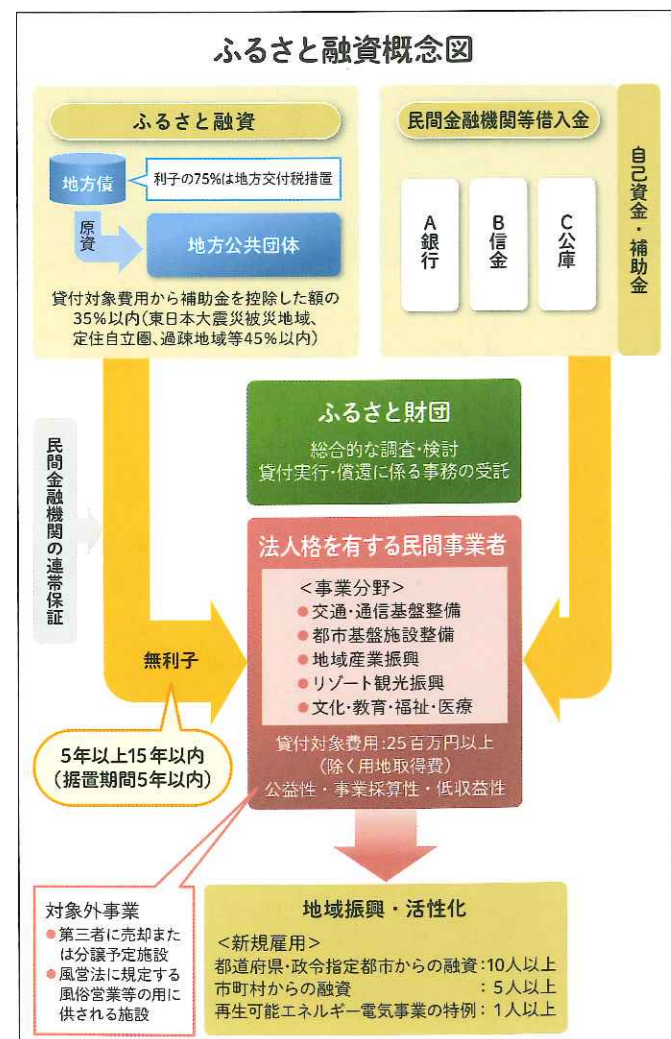 ふるさと融資概念図
ふるさと融資
地方債
利子の75%は地方交付税措置
原資
地方公共団体
貸付対象費用から補助金を控除した額の
35%以内(東日本大震災被災地域、
定住自立圏、過疎地域等45%以内)
民間金融機関等借入金
A銀行
B信金
C公庫
自己資金・補助金
ふるさと財団
総合的な調査・検討
貸付実行・償還に係る事務の受託
民間金融機関の連帯保証
法人格を有する民間事業者
<事業分野>
●交通・通信基盤整備
●都市基盤施設整備
●地域産業振興
●リゾート観光振興
●文化・教育・福祉・医療
貸付対象費用:25百万円以上
(除く用地取得費)
公益性・事業採算性・低収益性
無利子
5年以上15年以内
(据置期間5年以内)
対象外事業
●第三者に売却また
は分譲予定施設
●風営法に規定する
風俗営業等の用に
供される施設
地域振興・活性化
<新規雇用>
都道府県・政令指定都市からの融資:10人以上
市町村からの融資 : 5人以上
再生可能エネルギー電気事業の特例: 1人以上